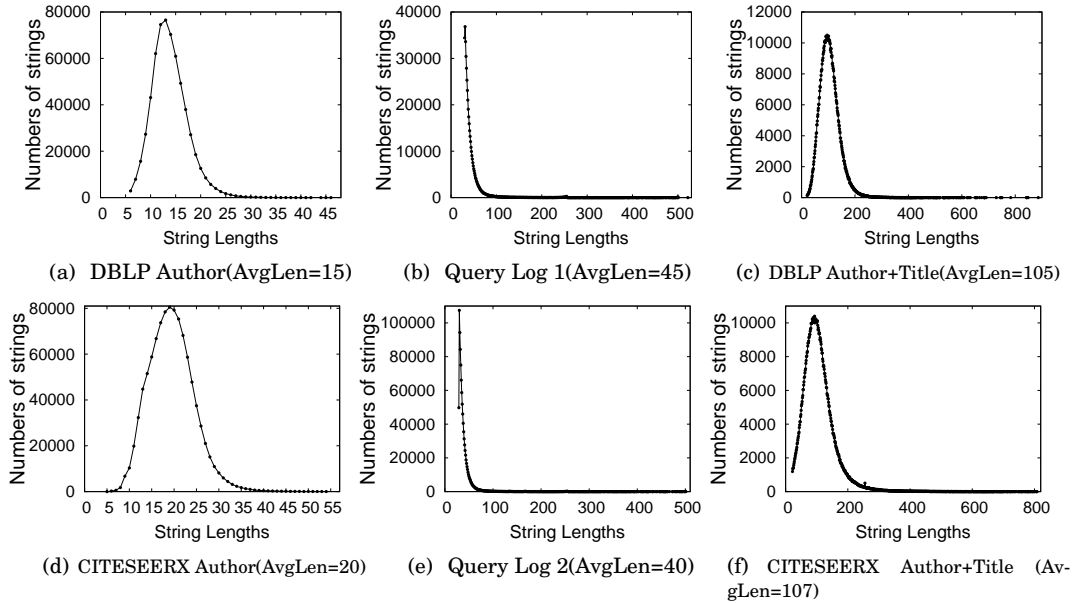 80000
60000
40000
20000
0
0 5 10 15 20 25 30 35 40 45
Numbers of strings
String Lengths
(a) DBLP Author(AvgLen=15)
40000
35000
30000
25000
20000
15000
10000
5000
0
0 100 200 300 400 500
Numbers of strings
String Lengths
(b) Query Log 1(AvgLen=45)
12000
10000
8000
6000
4000
2000
0
0 200 400 600 800
Numbers of strings
String Lengths
(c) DBLP Author+Title(AvgLen=105)
80000
60000
40000
20000
0
5 10 15 20 25 30 35 40 45 50 55
Numbers of strings
String Lengths
(d) CITESEERX Author(AvgLen=20)
100000
80000
60000
40000
20000
0
0 100 200 300 400 500
Numbers of strings
String Lengths
(e) Query Log 2(AvgLen=40)
10000
8000
6000
4000
2000
0
0 200 400 600 800
Numbers of strings
String Lengths
(f) CITESEERX Author+Title (Av-
gLen=107)